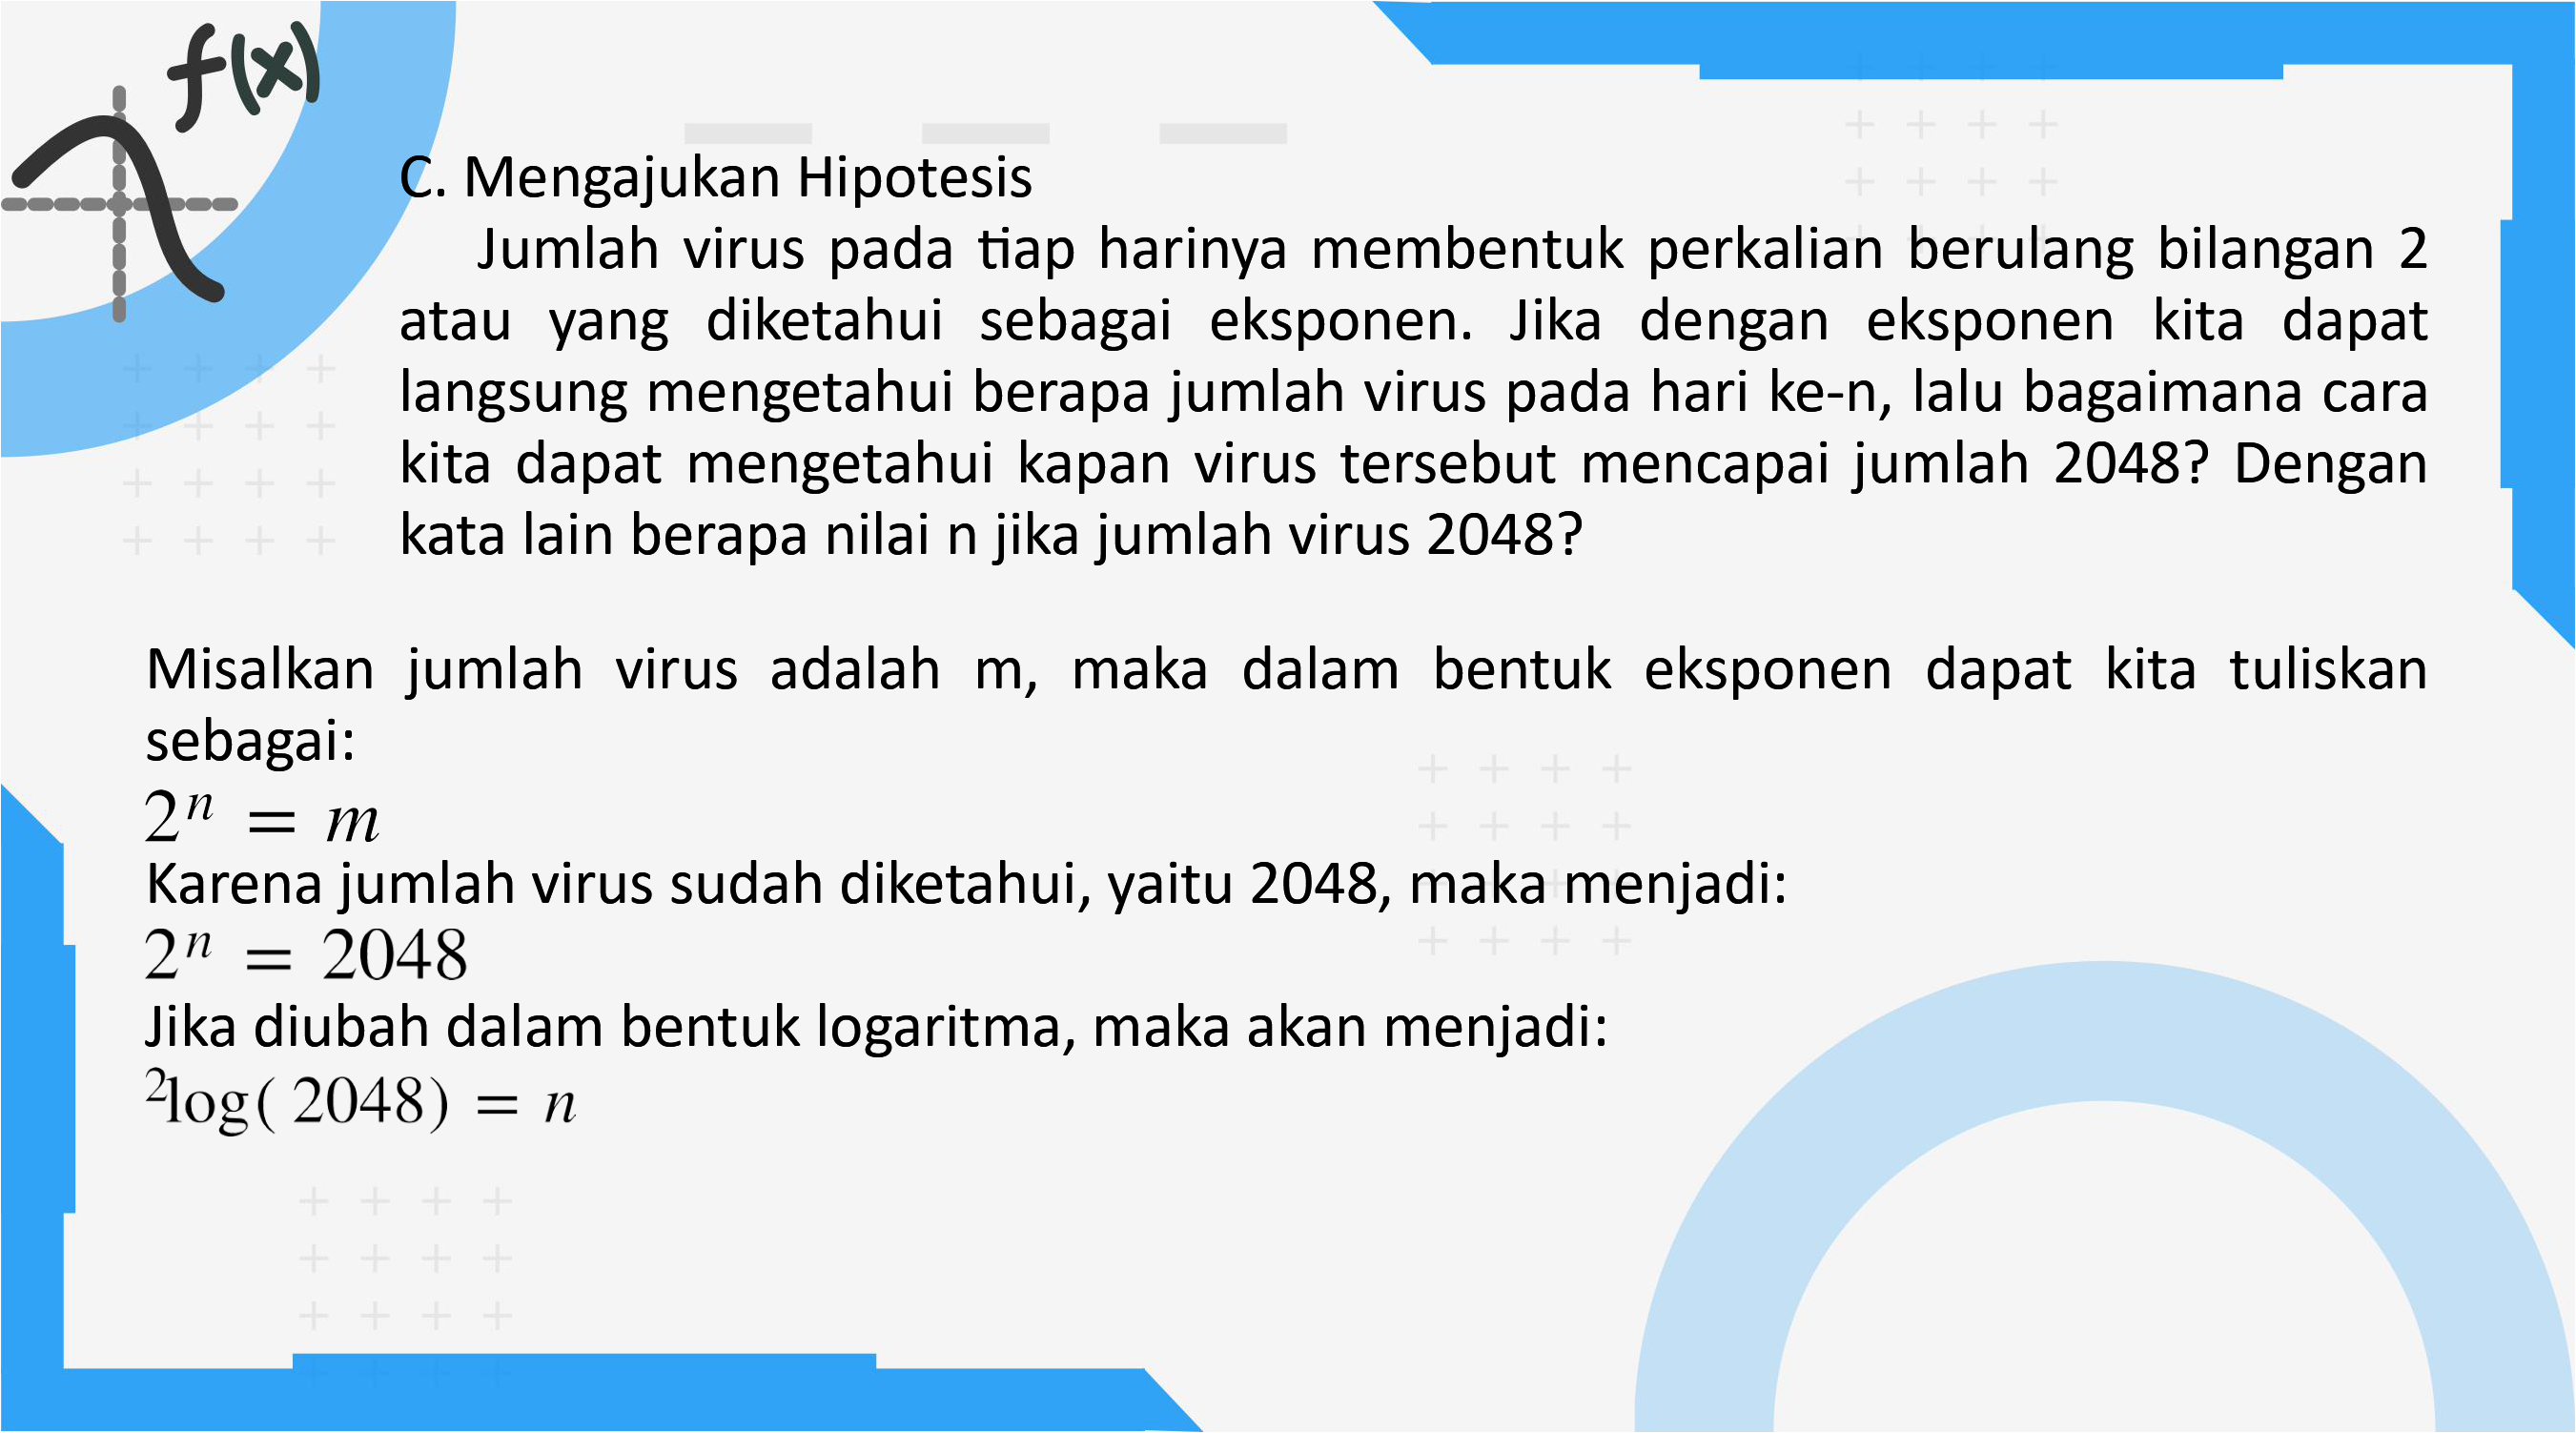 f(x)
C. Mengajukan Hipotesis
Jumlah virus pada tiap harinya membentuk perkalian berulang bilangan 2
atau yang diketahui sebagai eksponen. Jika dengan eksponen kita dapat
langsung mengetahui berapa jumlah virus pada hari ke-n, lalu bagaimana cara
kita dapat mengetahui kapan virus tersebut mencapai jumlah 2048? Dengan
kata lain berapa nilai n jika jumlah virus 2048?
Misalkan jumlah virus adalah m, maka dalam bentuk eksponen dapat kita tuliskan
sebagai:
2ⁿ = m
Karena jumlah virus sudah diketahui, yaitu 2048, maka menjadi:
2ⁿ = 2048
Jika diubah dalam bentuk logaritma, maka akan menjadi:
²log( 2048) = n